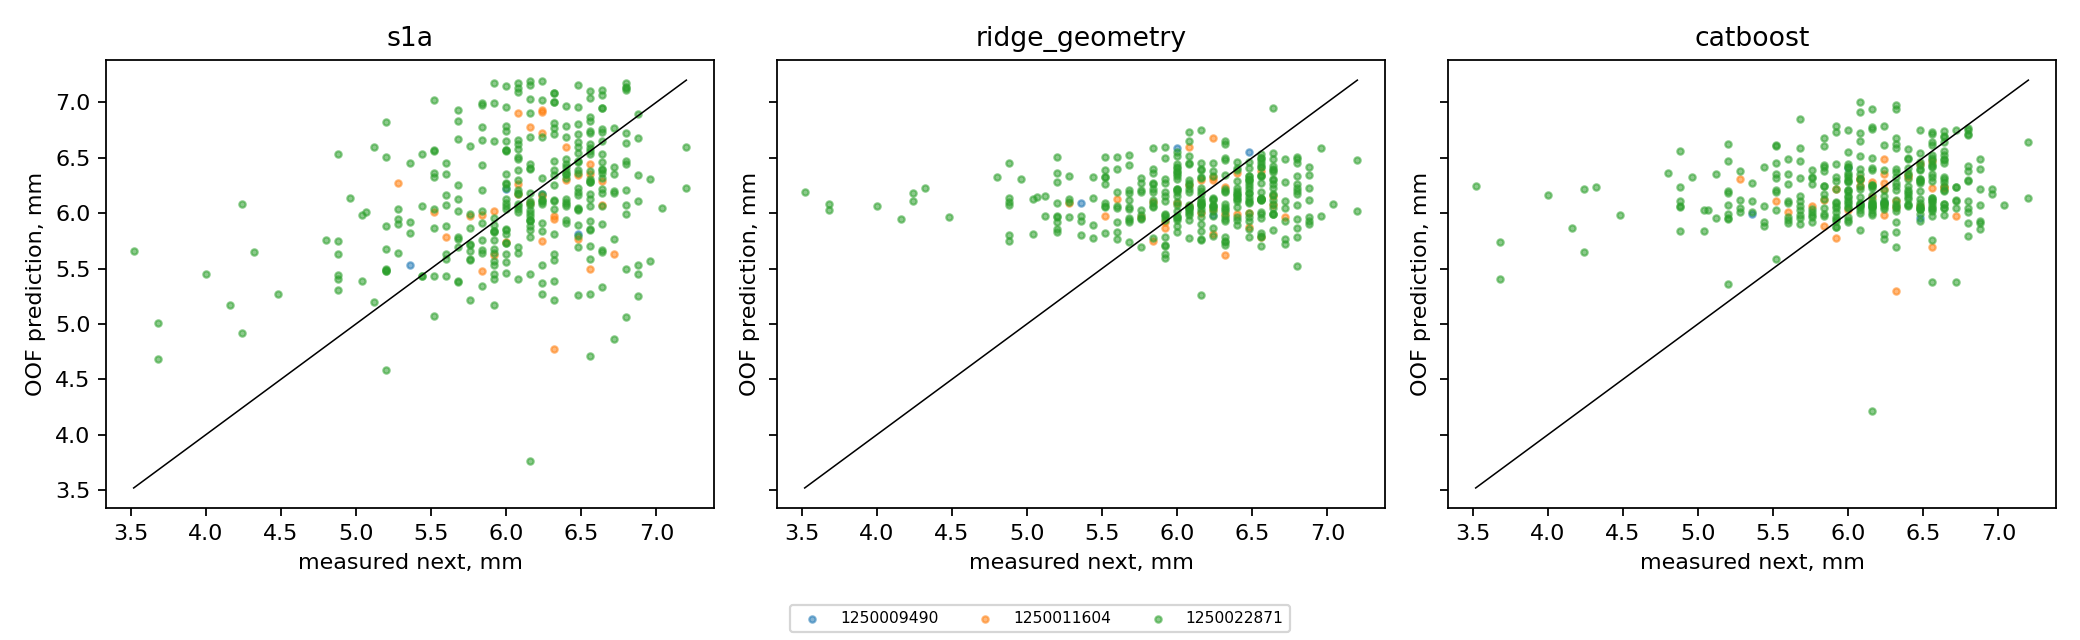 s1a
ridge_geometry
catboost
OOF prediction, mm
7.0
6.5
6.0
5.5
5.0
4.5
4.0
3.5
3.5 4.0 4.5 5.0 5.5 6.0 6.5 7.0
measured next, mm
OOF prediction, mm
3.5 4.0 4.5 5.0 5.5 6.0 6.5 7.0
measured next, mm
OOF prediction, mm
3.5 4.0 4.5 5.0 5.5 6.0 6.5 7.0
measured next, mm
1250009490 1250011604 1250022871